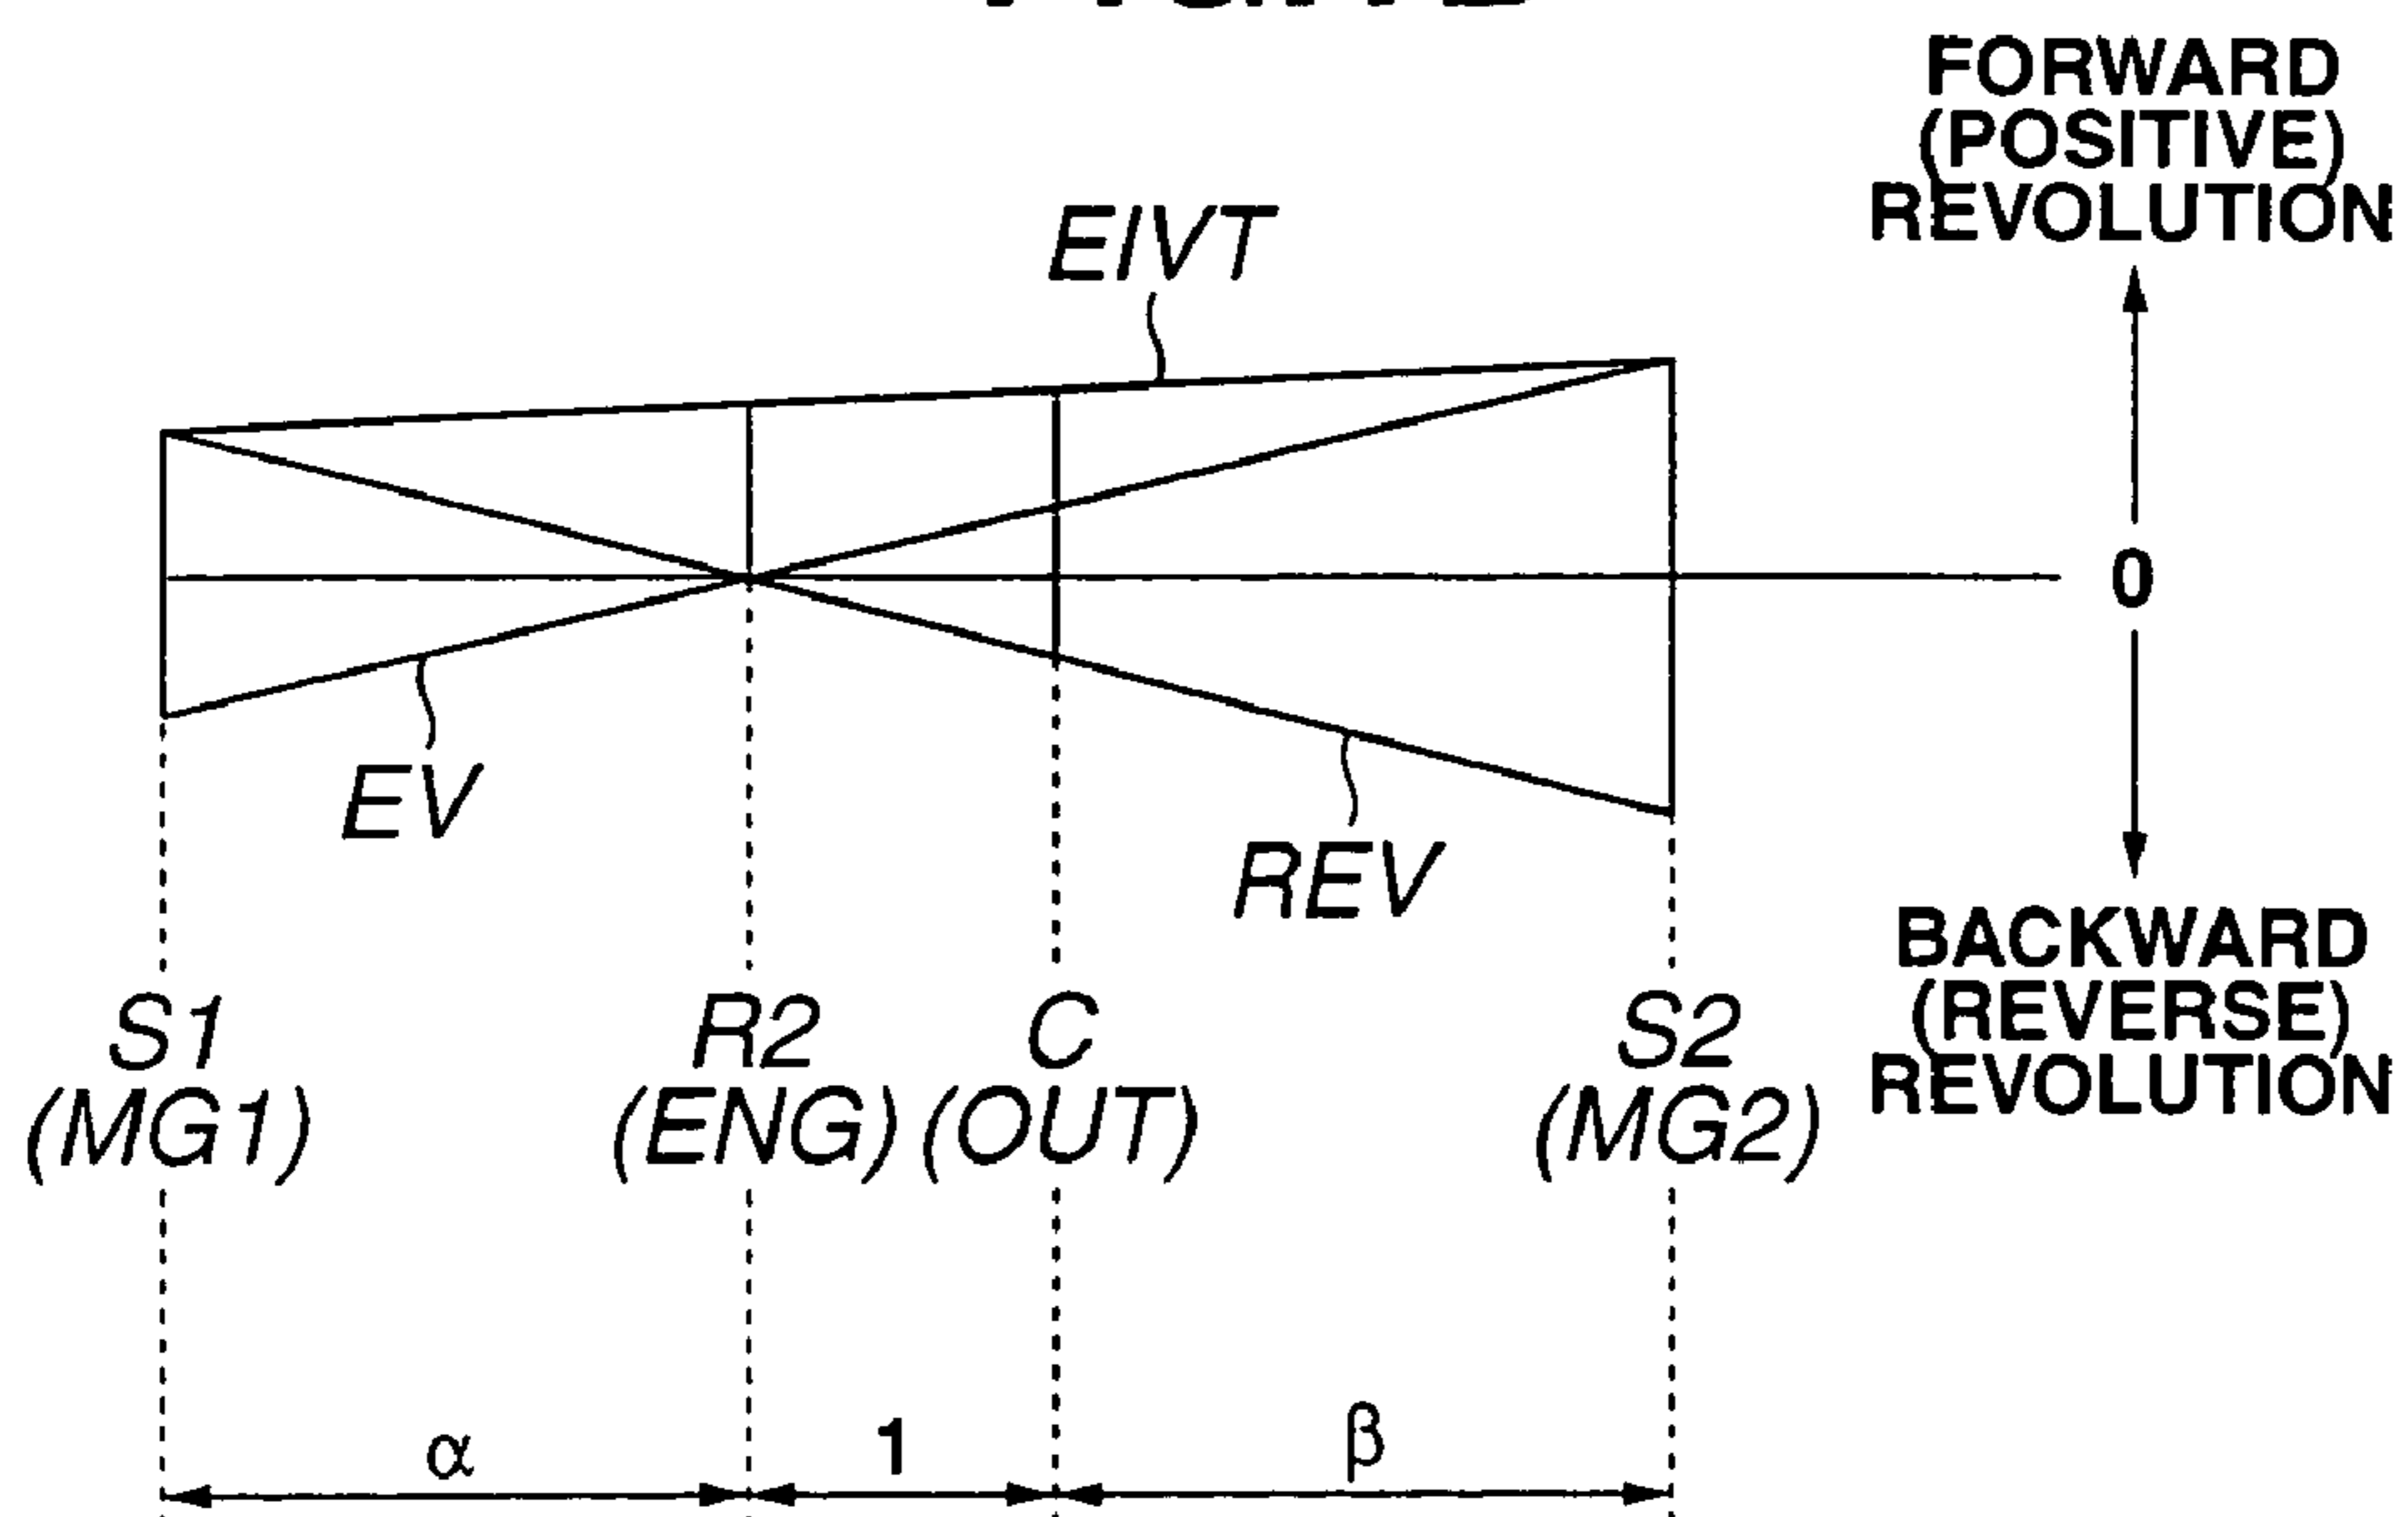 FORWARD
(POSITIVE)
REVOLUTION
EIVT
0
EV
REV
BACKWARD
(REVERSE)
REVOLUTION
S1
(MG1)
R2
(ENG)
C
(OUT)
S2
(MG2)
α
1
β